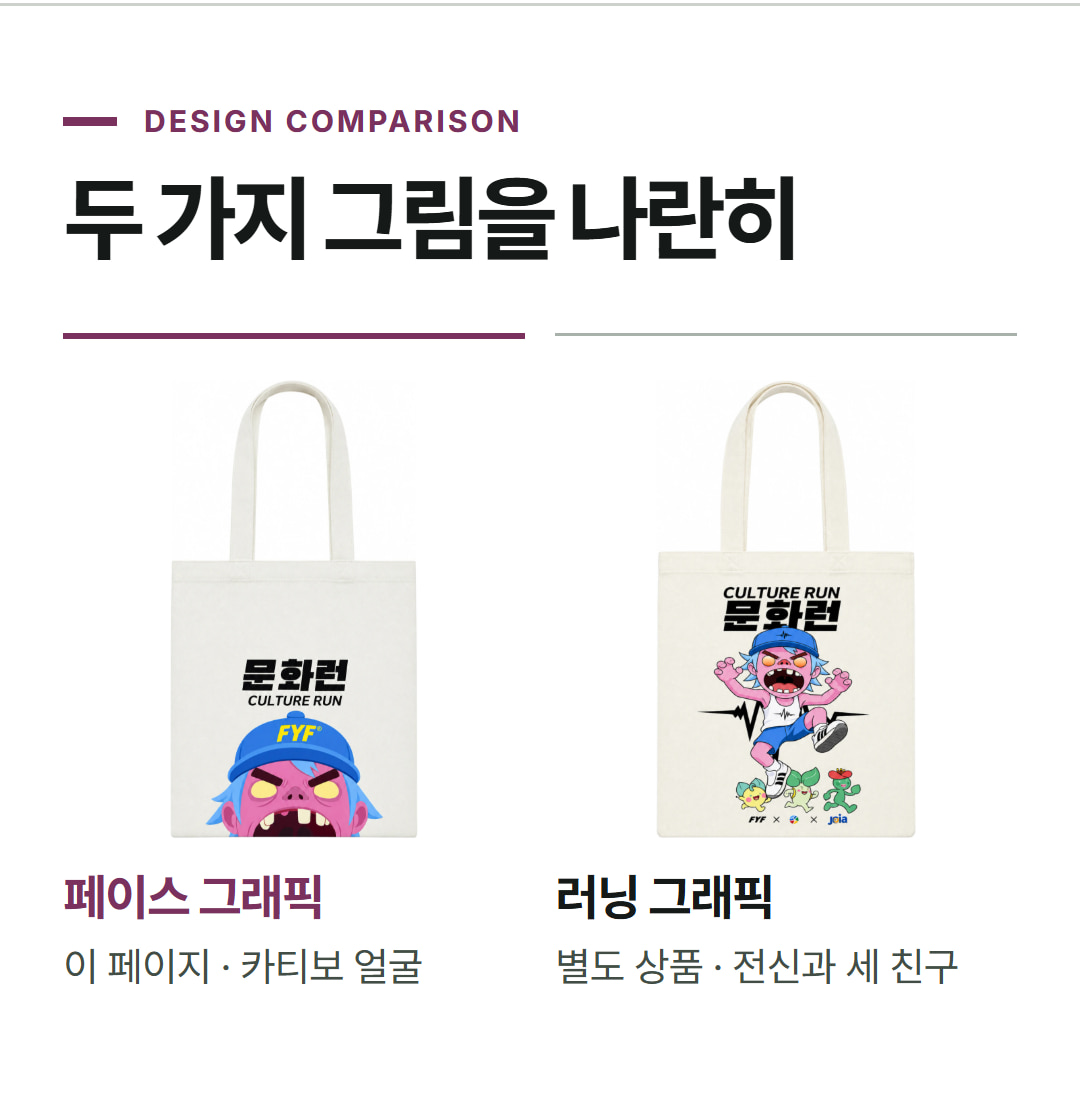 DESIGN COMPARISON
두 가지 그림을 나란히
문화런
CULTURE RUN
FYF
CULTURE RUN
문화런
FYF × × joia
페이스 그래픽
이 페이지 · 카티보 얼굴
러닝 그래픽
별도 상품 · 전신과 세 친구